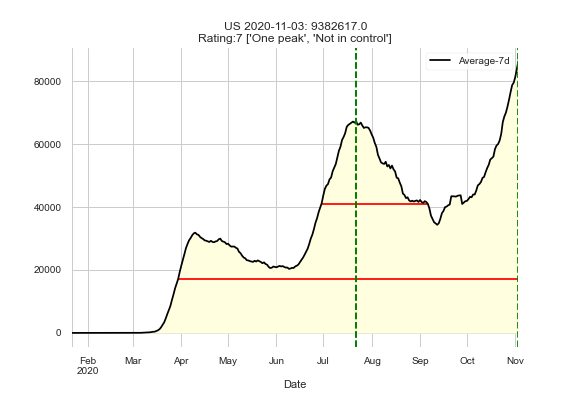 US 2020-11-03: 9382617.0
Rating:7 ['One peak', 'Not in control']
Average-7d
80000
60000
40000
20000
0
Feb Mar Apr May Jun Jul Aug Sep Oct Nov
2020
Date